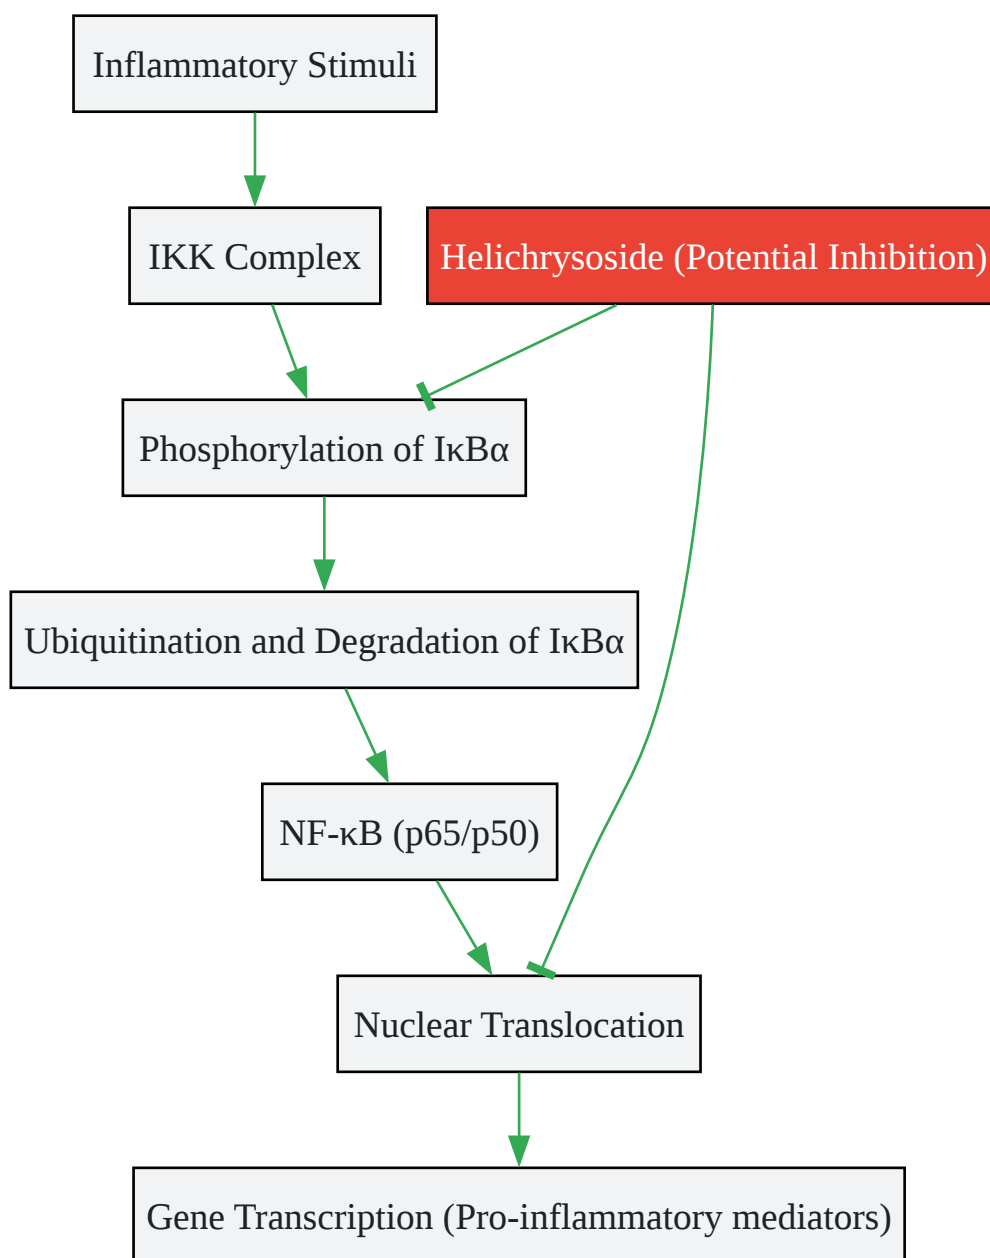 Inflammatory Stimuli
IKK Complex
Helichrysoside (Potential Inhibition)
Phosphorylation of IκBα
Ubiquitination and Degradation of IκBα
NF-κB (p65/p50)
Nuclear Translocation
Gene Transcription (Pro-inflammatory mediators)